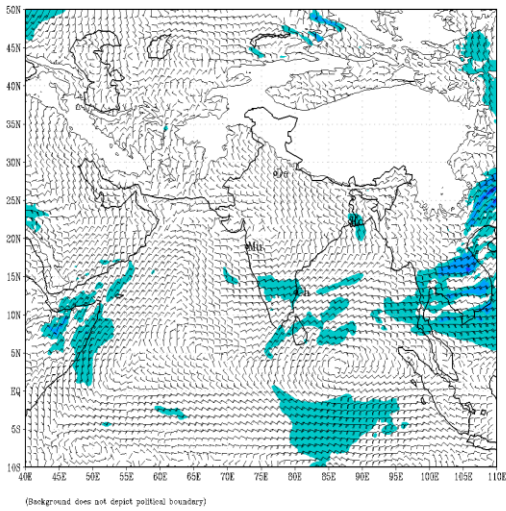 50N
45N
40N
35N
30N
25N
20N
15N
10N
5N
EQ
5S
10S
Mu
40E 45E 50E 55E 60E 65E 70E 75E 80E 85E 90E 95E 100E 105E 110E
(Background does not depict political boundary)